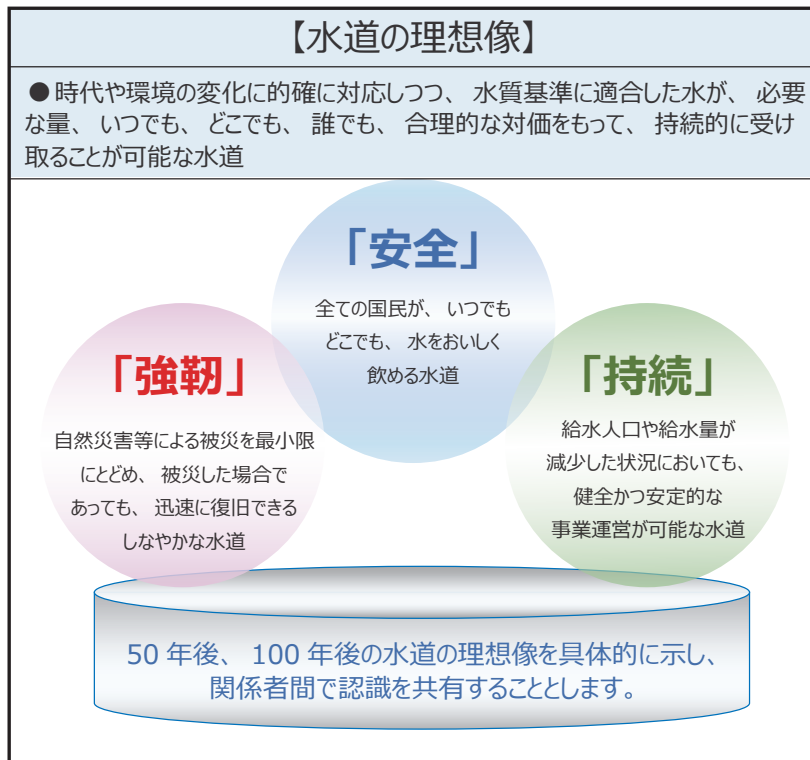 【水道の理想像】
●時代や環境の変化に的確に対応しつつ、水質基準に適合した水が、必要
な量、いつでも、どこでも、誰でも、合理的な対価をもって、持続的に受け
取ることが可能な水道
「安全」
全ての国民が、いつでも
どこでも、水をおいしく
飲める水道
「強靭」
自然災害等による被災を最小限
にとどめ、被災した場合で
あっても、迅速に復旧できる
しなやかな水道
「持続」
給水人口や給水量が
減少した状況においても、
健全かつ安定的な
事業運営が可能な水道
50年後、100年後の水道の理想像を具体的に示し、
関係者間で認識を共有することとします。